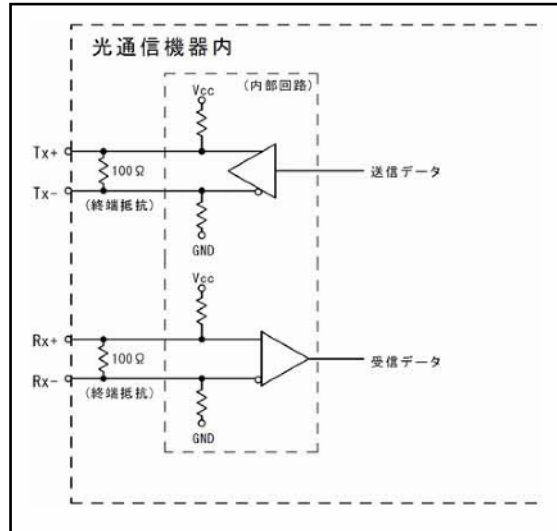 光通信機器内
(内部回路)
Vcc
Tx+
100Ω
送信データ
Tx-
(終端抵抗)
GND
Vcc
Rx+
100Ω
受信データ
Rx-
(終端抵抗)
GND